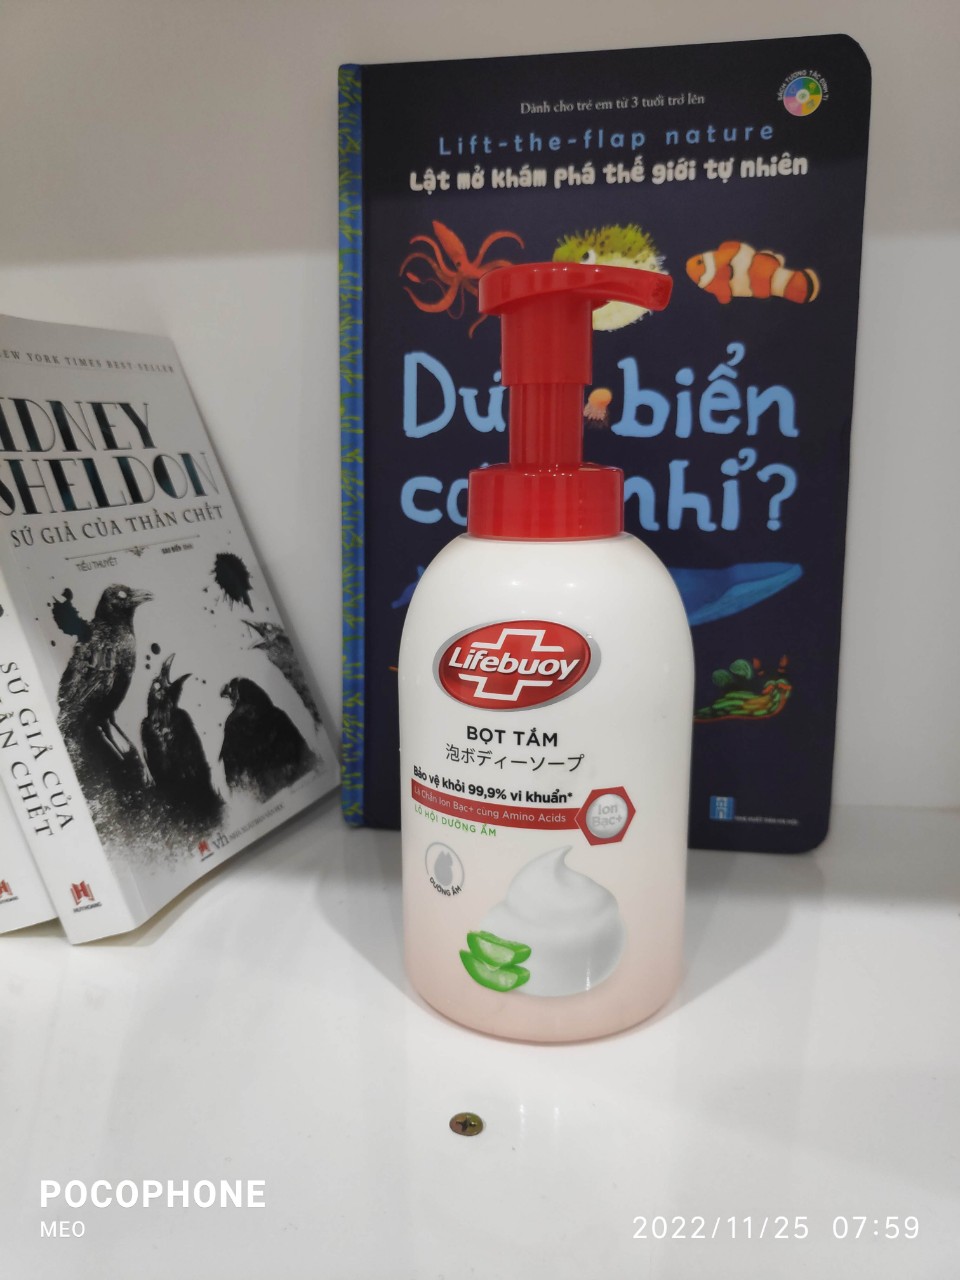 Dành cho trẻ em từ 3 tuổi trở lên
Lift-the-flap nature
Lật mở khám phá thế giới tự nhiên
biển
nhỉ?
NEW YORK TIMES BEST-SELLER
SIDNEY
SHELDON
SỨ GIẢ CỦA THẦN CHẾT
TIỂU THUYẾT
SỨ GIẢ CỦA
THẦN CHẾT
Lifebuoy
BỌT TẮM
泡ボディーソープ
Bảo vệ khỏi 99,9% vi khuẩn*
Lá Chắn Ion Bạc+ cùng Amino Acids
Ion
Bạc+
LÔ HỘI DƯỠNG ẨM
DƯỠNG ẨM
POCOPHONE
MEO
2022/11/25 07:59